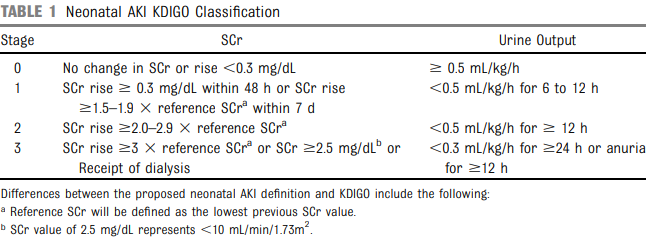 TABLE 1 Neonatal AKI KDIGO Classification
Stage SCr Urine Output
0 No change in SCr or rise <0.3 mg/dL ≥ 0.5 mL/kg/h
1 SCr rise ≥ 0.3 mg/dL within 48 h or SCr rise <0.5 mL/kg/h for 6 to 12 h
≥1.5–1.9 × reference SCrᵃ within 7 d
2 SCr rise ≥2.0–2.9 × reference SCrᵃ <0.5 mL/kg/h for ≥ 12 h
3 SCr rise ≥3 × reference SCrᵃ or SCr ≥2.5 mg/dLᵇ or <0.3 mL/kg/h for ≥24 h or anuria
Receipt of dialysis for ≥12 h
Differences between the proposed neonatal AKI definition and KDIGO include the following:
ᵃ Reference SCr will be defined as the lowest previous SCr value.
ᵇ SCr value of 2.5 mg/dL represents <10 mL/min/1.73m².